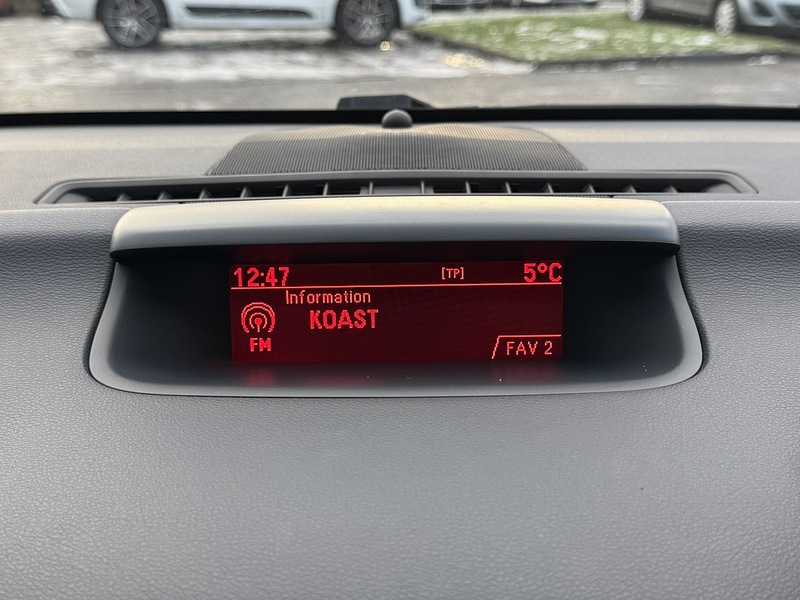 12:47 [TP] 5°C
Information
KOAST
FM
FAV 2